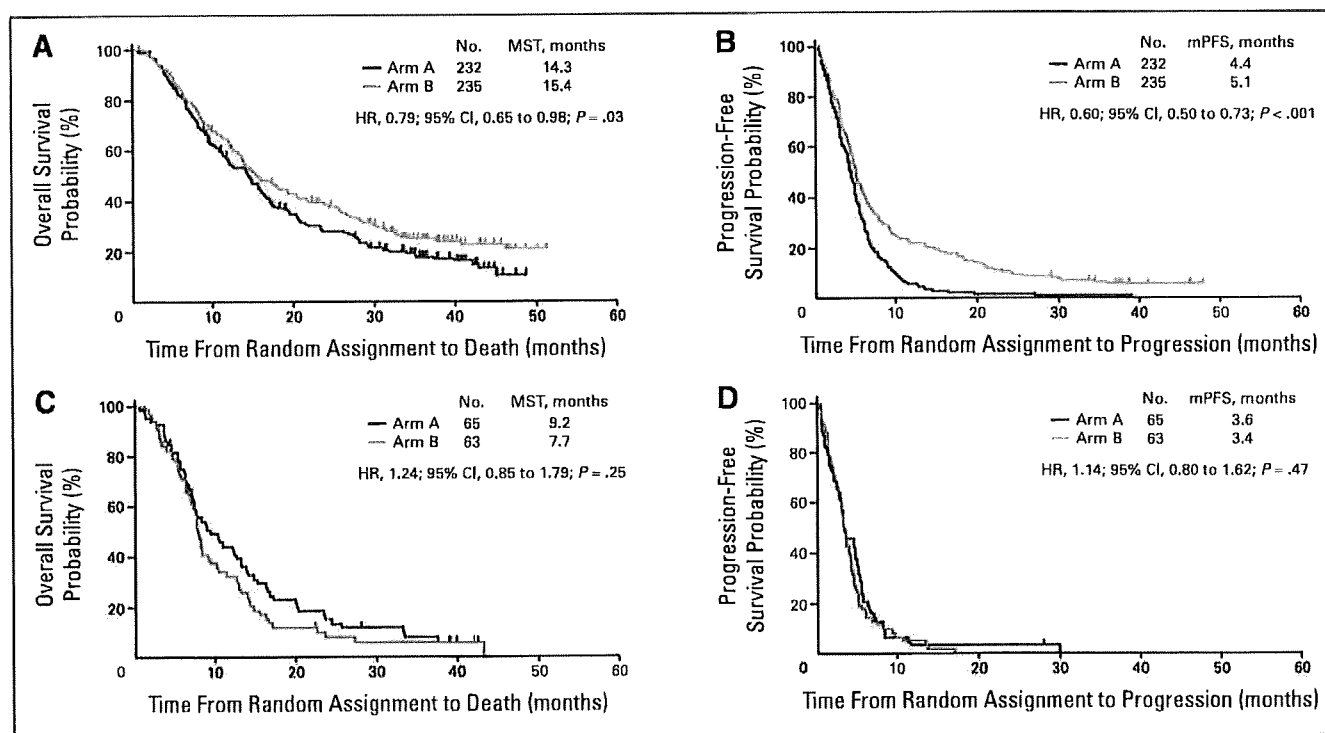 A
No. MST, months
Arm A 232 14.3
Arm B 235 15.4
HR, 0.79; 95% CI, 0.65 to 0.98; P = .03
Overall Survival
Probability (%)
100
80
60
40
20
0 10 20 30 40 50 60
Time From Random Assignment to Death (months)
B
No. mPFS, months
Arm A 232 4.4
Arm B 235 5.1
HR, 0.60; 95% CI, 0.50 to 0.73; P < .001
Progression-Free
Survival Probability (%)
100
80
60
40
20
0 10 20 30 40 50 60
Time From Random Assignment to Progression (months)
C
No. MST, months
Arm A 65 9.2
Arm B 63 7.7
HR, 1.24; 95% CI, 0.85 to 1.79; P = .25
Overall Survival
Probability (%)
100
80
60
40
20
0 10 20 30 40 50 60
Time From Random Assignment to Death (months)
D
No. mPFS, months
Arm A 65 3.6
Arm B 63 3.4
HR, 1.14; 95% CI, 0.80 to 1.62; P = .47
Progression-Free
Survival Probability (%)
100
80
60
40
20
0 10 20 30 40 50 60
Time From Random Assignment to Progression (months)